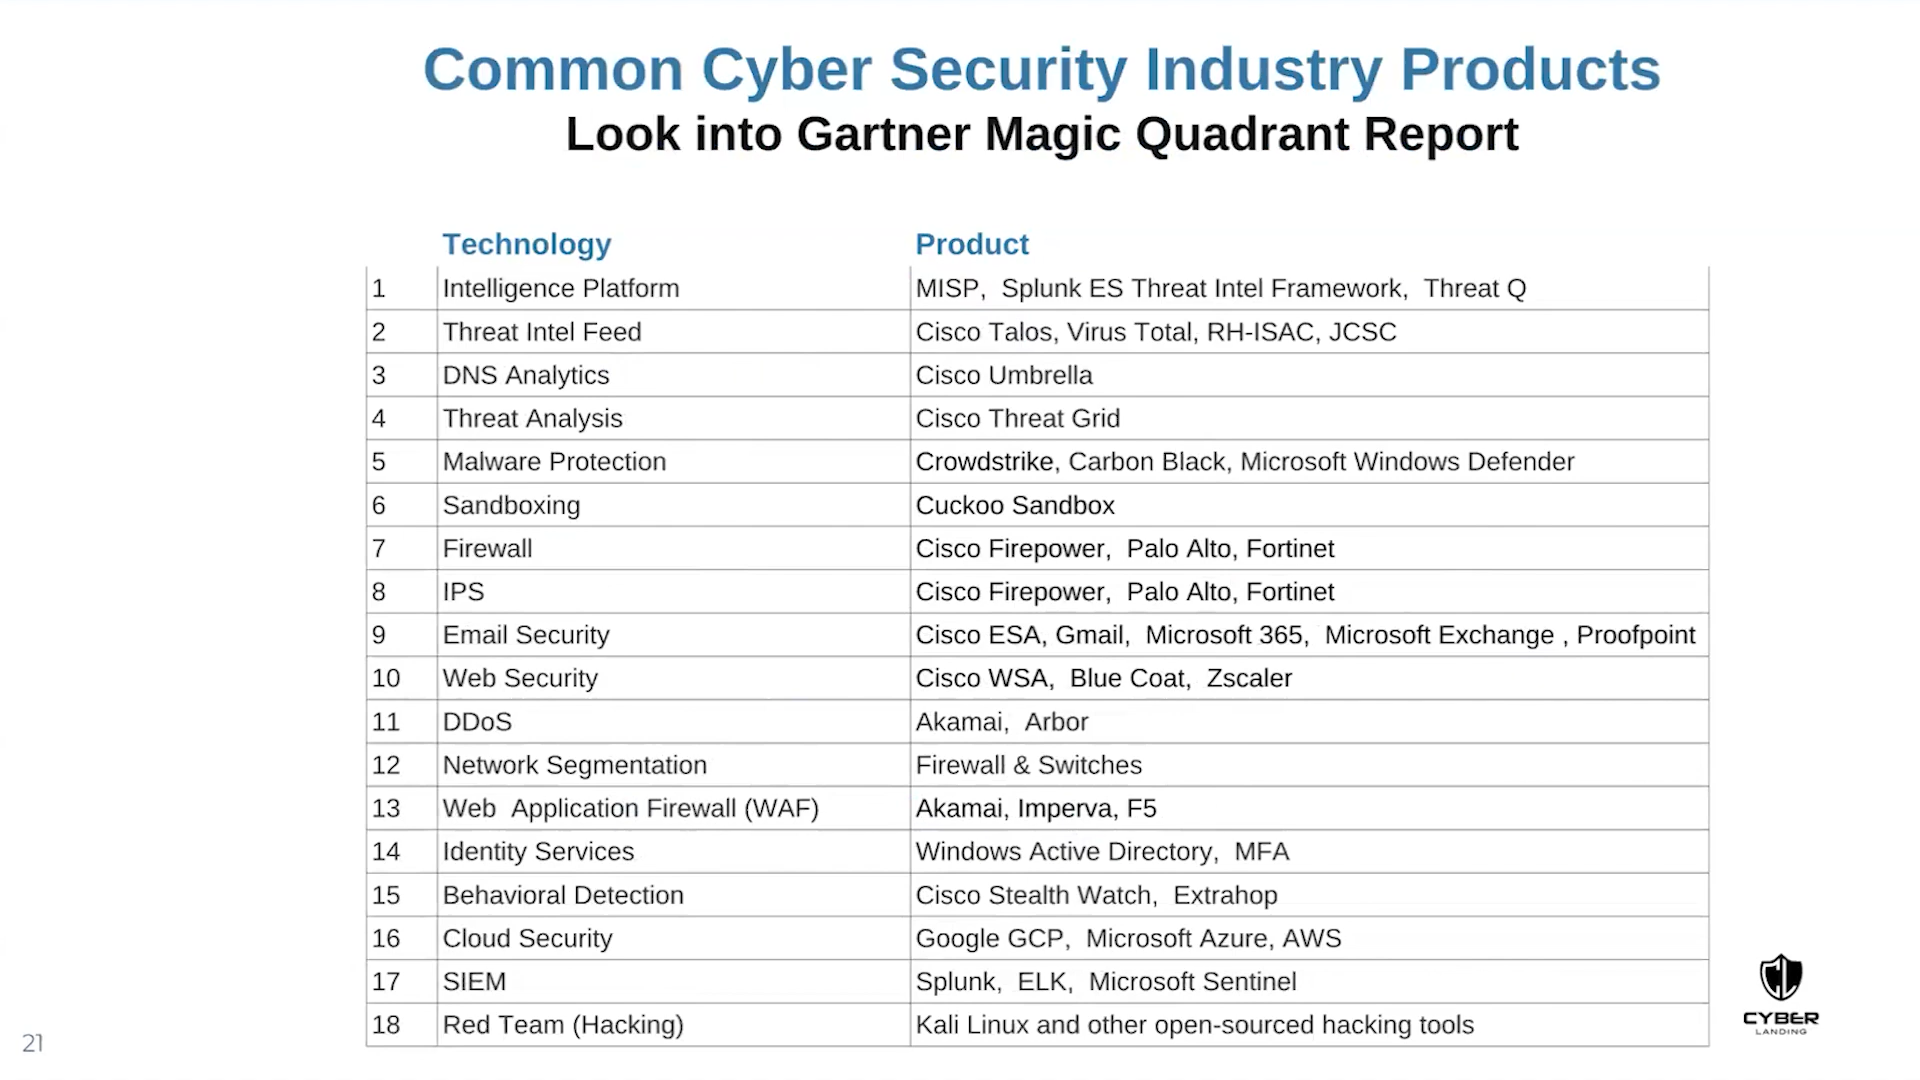 Common Cyber Security Industry Products
Look into Gartner Magic Quadrant Report
Technology Product
1 Intelligence Platform MISP, Splunk ES Threat Intel Framework, Threat Q
2 Threat Intel Feed Cisco Talos, Virus Total, RH-ISAC, JCSC
3 DNS Analytics Cisco Umbrella
4 Threat Analysis Cisco Threat Grid
5 Malware Protection Crowdstrike, Carbon Black, Microsoft Windows Defender
6 Sandboxing Cuckoo Sandbox
7 Firewall Cisco Firepower, Palo Alto, Fortinet
8 IPS Cisco Firepower, Palo Alto, Fortinet
9 Email Security Cisco ESA, Gmail, Microsoft 365, Microsoft Exchange , Proofpoint
10 Web Security Cisco WSA, Blue Coat, Zscaler
11 DDoS Akamai, Arbor
12 Network Segmentation Firewall & Switches
13 Web Application Firewall (WAF) Akamai, Imperva, F5
14 Identity Services Windows Active Directory, MFA
15 Behavioral Detection Cisco Stealth Watch, Extrahop
16 Cloud Security Google GCP, Microsoft Azure, AWS
17 SIEM Splunk, ELK, Microsoft Sentinel
18 Red Team (Hacking) Kali Linux and other open-sourced hacking tools
CL
CYBER
LANDING
21